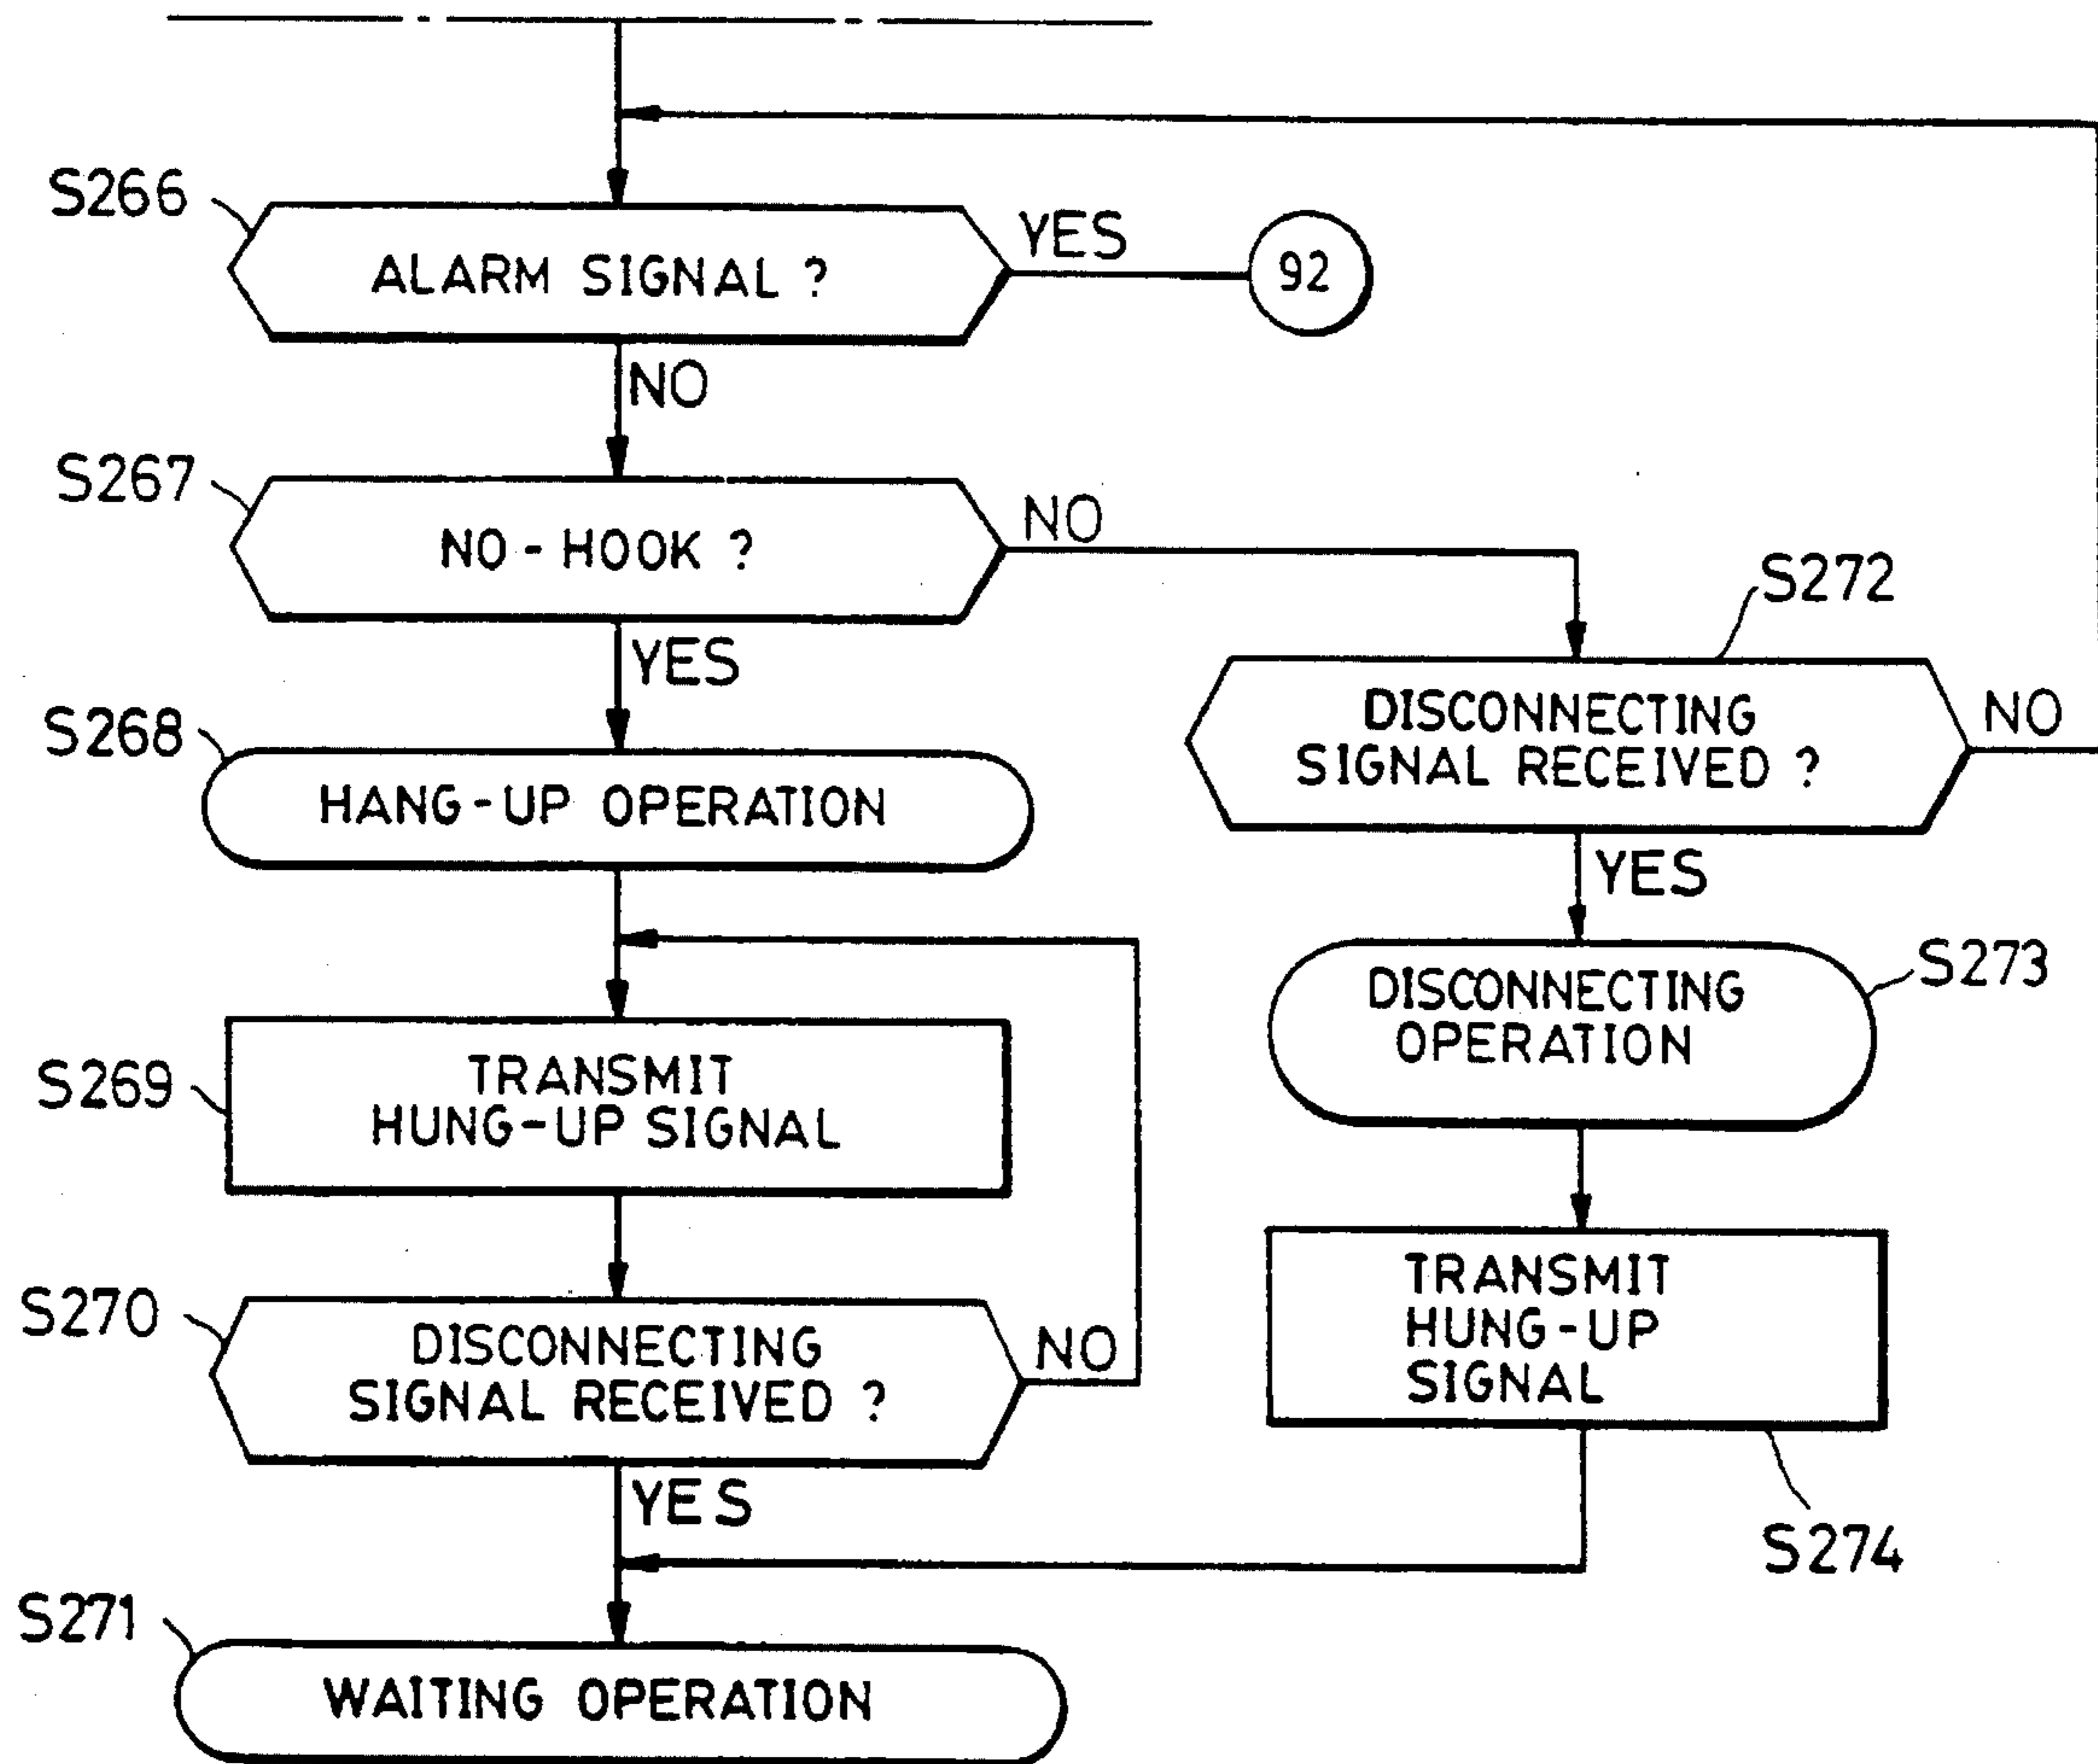 S266
ALARM SIGNAL ?
YES
92
NO
S267
NO-HOOK ?
NO
YES
S272
DISCONNECTING
SIGNAL RECEIVED ?
NO
YES
S268
HANG-UP OPERATION
S273
DISCONNECTING
OPERATION
S269
TRANSMIT
HUNG-UP SIGNAL
S274
TRANSMIT
HUNG-UP
SIGNAL
S270
DISCONNECTING
SIGNAL RECEIVED ?
NO
YES
S271
WAITING OPERATION